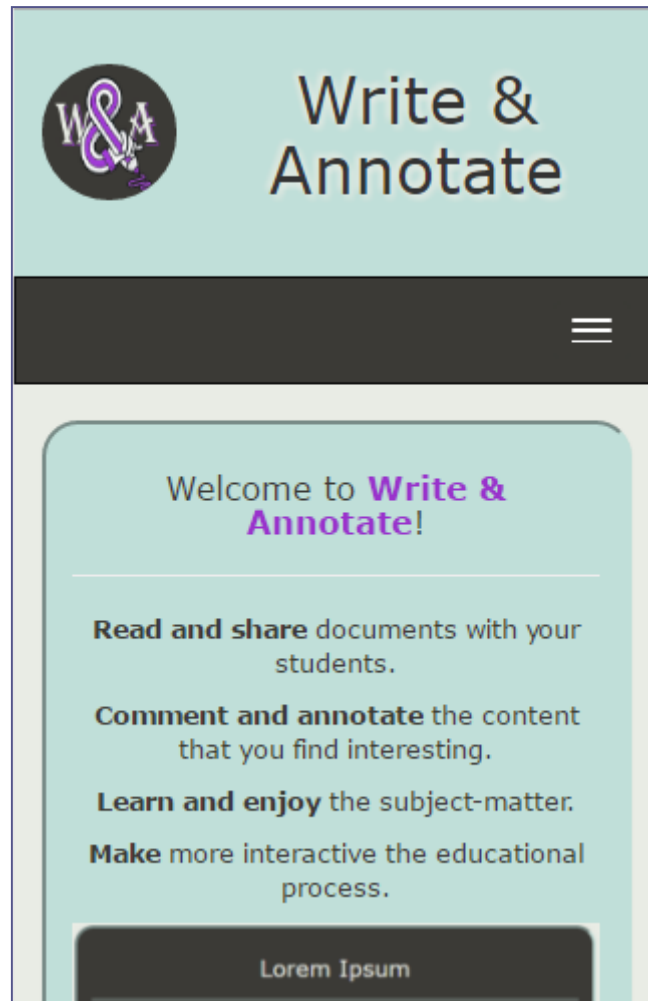 W&A
Write &
Annotate
Welcome to Write &
Annotate!
Read and share documents with your
students.
Comment and annotate the content
that you find interesting.
Learn and enjoy the subject-matter.
Make more interactive the educational
process.
Lorem Ipsum